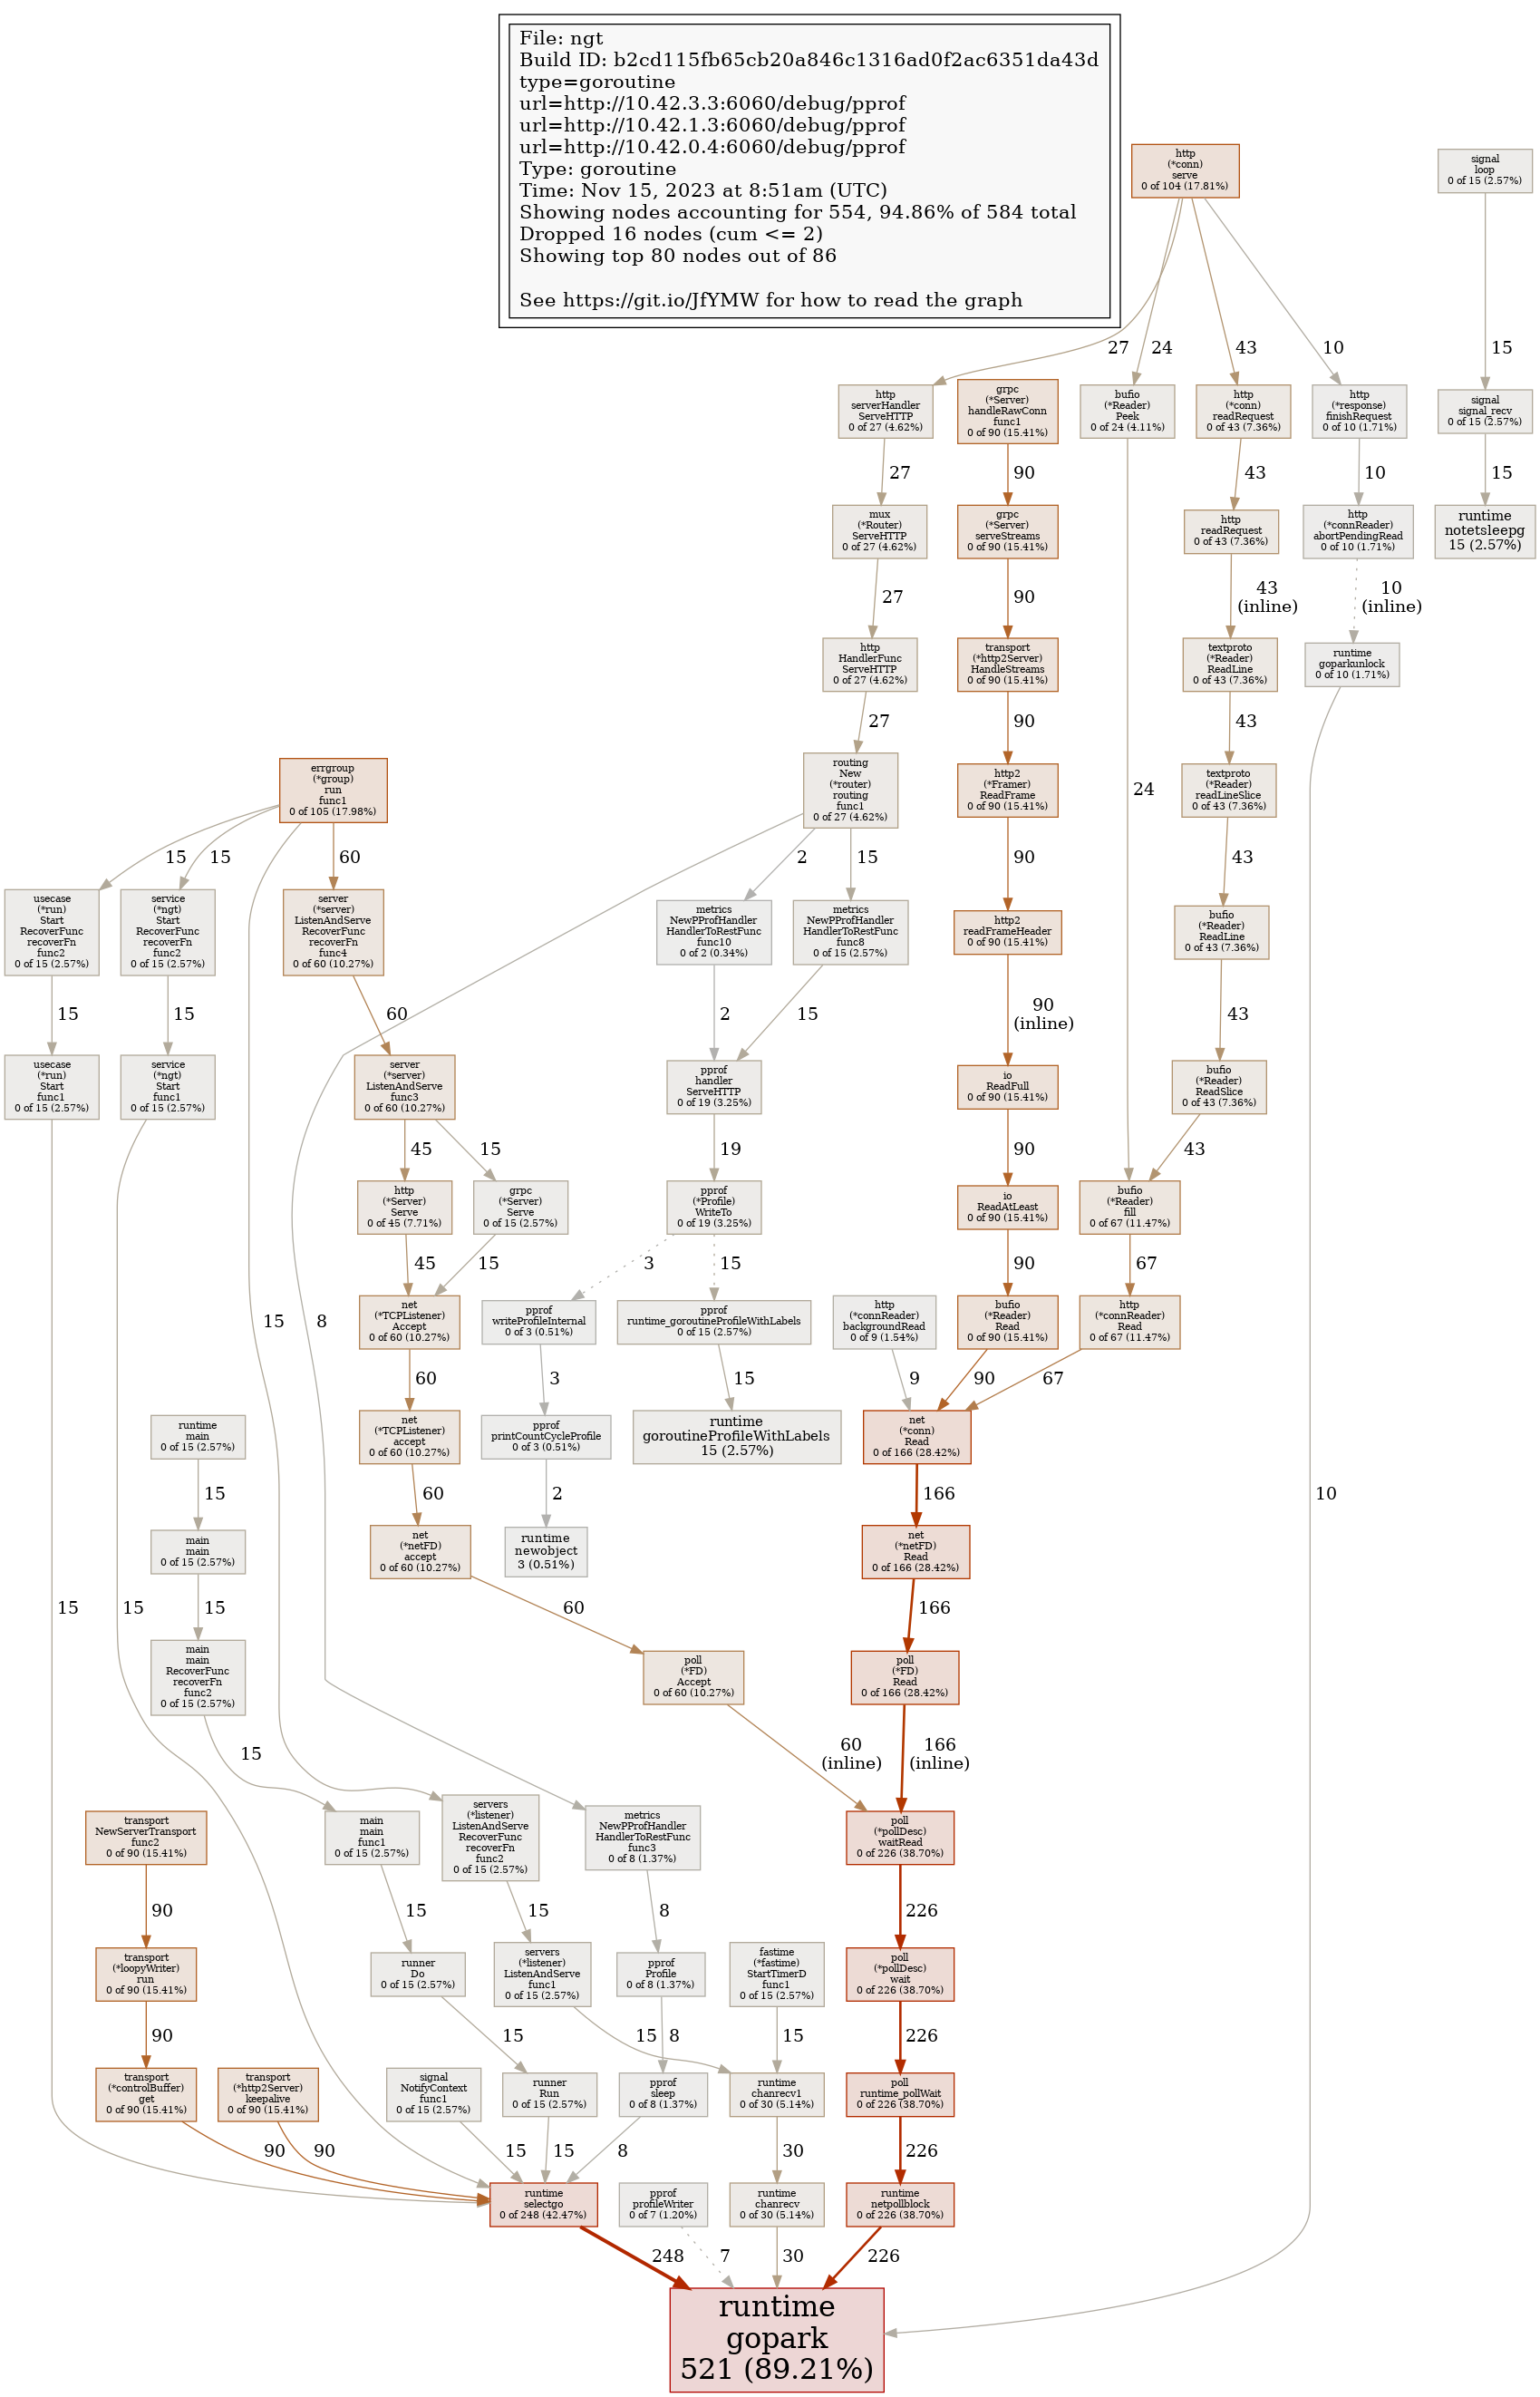 File: ngt
Build ID: b2cd115fb65cb20a846c1316ad0f2ac6351da43d
type=goroutine
url=http://10.42.3.3:6060/debug/pprof
url=http://10.42.1.3:6060/debug/pprof
url=http://10.42.0.4:6060/debug/pprof
Type: goroutine
Time: Nov 15, 2023 at 8:51am (UTC)
Showing nodes accounting for 554, 94.86% of 584 total
Dropped 16 nodes (cum <= 2)
Showing top 80 nodes out of 86
See https://git.io/JfYMW for how to read the graph
http
(*conn)
serve
0 of 104 (17.81%)
signal
loop
0 of 15 (2.57%)
27
24
43
10
15
http
serverHandler
ServeHTTP
0 of 27 (4.62%)
grpc
(*Server)
handleRawConn
func1
0 of 90 (15.41%)
bufio
(*Reader)
Peek
0 of 24 (4.11%)
http
(*conn)
readRequest
0 of 43 (7.36%)
http
(*response)
finishRequest
0 of 10 (1.71%)
signal
signal_recv
0 of 15 (2.57%)
27
90
43
10
15
mux
(*Router)
ServeHTTP
0 of 27 (4.62%)
grpc
(*Server)
serveStreams
0 of 90 (15.41%)
http
readRequest
0 of 43 (7.36%)
http
(*connReader)
abortPendingRead
0 of 10 (1.71%)
runtime
notetsleepg
15 (2.57%)
27
90
43
(inline)
10
(inline)
http
HandlerFunc
ServeHTTP
0 of 27 (4.62%)
transport
(*http2Server)
HandleStreams
0 of 90 (15.41%)
textproto
(*Reader)
ReadLine
0 of 43 (7.36%)
runtime
goparkunlock
0 of 10 (1.71%)
27
90
43
errgroup
(*group)
run
func1
0 of 105 (17.98%)
routing
New
(*router)
routing
func1
0 of 27 (4.62%)
http2
(*Framer)
ReadFrame
0 of 90 (15.41%)
24
textproto
(*Reader)
readLineSlice
0 of 43 (7.36%)
15
15
60
2
15
90
43
usecase
(*run)
Start
RecoverFunc
recoverFn
func2
0 of 15 (2.57%)
service
(*ngt)
Start
RecoverFunc
recoverFn
func2
0 of 15 (2.57%)
server
(*server)
ListenAndServe
RecoverFunc
recoverFn
func4
0 of 60 (10.27%)
metrics
NewPProfHandler
HandlerToRestFunc
func10
0 of 2 (0.34%)
metrics
NewPProfHandler
HandlerToRestFunc
func8
0 of 15 (2.57%)
http2
readFrameHeader
0 of 90 (15.41%)
bufio
(*Reader)
ReadLine
0 of 43 (7.36%)
15
15
60
2
15
90
(inline)
43
usecase
(*run)
Start
func1
0 of 15 (2.57%)
service
(*ngt)
Start
func1
0 of 15 (2.57%)
server
(*server)
ListenAndServe
func3
0 of 60 (10.27%)
pprof
handler
ServeHTTP
0 of 19 (3.25%)
io
ReadFull
0 of 90 (15.41%)
bufio
(*Reader)
ReadSlice
0 of 43 (7.36%)
45
15
19
90
43
http
(*Server)
Serve
0 of 45 (7.71%)
grpc
(*Server)
Serve
0 of 15 (2.57%)
pprof
(*Profile)
WriteTo
0 of 19 (3.25%)
io
ReadAtLeast
0 of 90 (15.41%)
bufio
(*Reader)
fill
0 of 67 (11.47%)
45
15
3
15
90
67
15
8
net
(*TCPListener)
Accept
0 of 60 (10.27%)
pprof
writeProfileInternal
0 of 3 (0.51%)
pprof
runtime_goroutineProfileWithLabels
0 of 15 (2.57%)
http
(*connReader)
backgroundRead
0 of 9 (1.54%)
bufio
(*Reader)
Read
0 of 90 (15.41%)
http
(*connReader)
Read
0 of 67 (11.47%)
60
3
15
9
90
67
runtime
main
0 of 15 (2.57%)
net
(*TCPListener)
accept
0 of 60 (10.27%)
pprof
printCountCycleProfile
0 of 3 (0.51%)
runtime
goroutineProfileWithLabels
15 (2.57%)
net
(*conn)
Read
0 of 166 (28.42%)
15
60
2
166
10
main
main
0 of 15 (2.57%)
net
(*netFD)
accept
0 of 60 (10.27%)
runtime
newobject
3 (0.51%)
net
(*netFD)
Read
0 of 166 (28.42%)
15
15
15
60
166
main
main
RecoverFunc
recoverFn
func2
0 of 15 (2.57%)
poll
(*FD)
Accept
0 of 60 (10.27%)
poll
(*FD)
Read
0 of 166 (28.42%)
15
60
(inline)
166
(inline)
transport
NewServerTransport
func2
0 of 90 (15.41%)
main
main
func1
0 of 15 (2.57%)
servers
(*listener)
ListenAndServe
RecoverFunc
recoverFn
func2
0 of 15 (2.57%)
metrics
NewPProfHandler
HandlerToRestFunc
func3
0 of 8 (1.37%)
poll
(*pollDesc)
waitRead
0 of 226 (38.70%)
90
15
15
8
226
transport
(*loopyWriter)
run
0 of 90 (15.41%)
runner
Do
0 of 15 (2.57%)
servers
(*listener)
ListenAndServe
func1
0 of 15 (2.57%)
pprof
Profile
0 of 8 (1.37%)
fastime
(*fastime)
StartTimerD
func1
0 of 15 (2.57%)
poll
(*pollDesc)
wait
0 of 226 (38.70%)
90
15
15
8
15
226
transport
(*controlBuffer)
get
0 of 90 (15.41%)
transport
(*http2Server)
keepalive
0 of 90 (15.41%)
signal
NotifyContext
func1
0 of 15 (2.57%)
runner
Run
0 of 15 (2.57%)
pprof
sleep
0 of 8 (1.37%)
runtime
chanrecv1
0 of 30 (5.14%)
poll
runtime_pollWait
0 of 226 (38.70%)
90
90
15
15
8
30
226
runtime
selectgo
0 of 248 (42.47%)
pprof
profileWriter
0 of 7 (1.20%)
runtime
chanrecv
0 of 30 (5.14%)
runtime
netpollblock
0 of 226 (38.70%)
248
7
30
226
runtime
gopark
521 (89.21%)